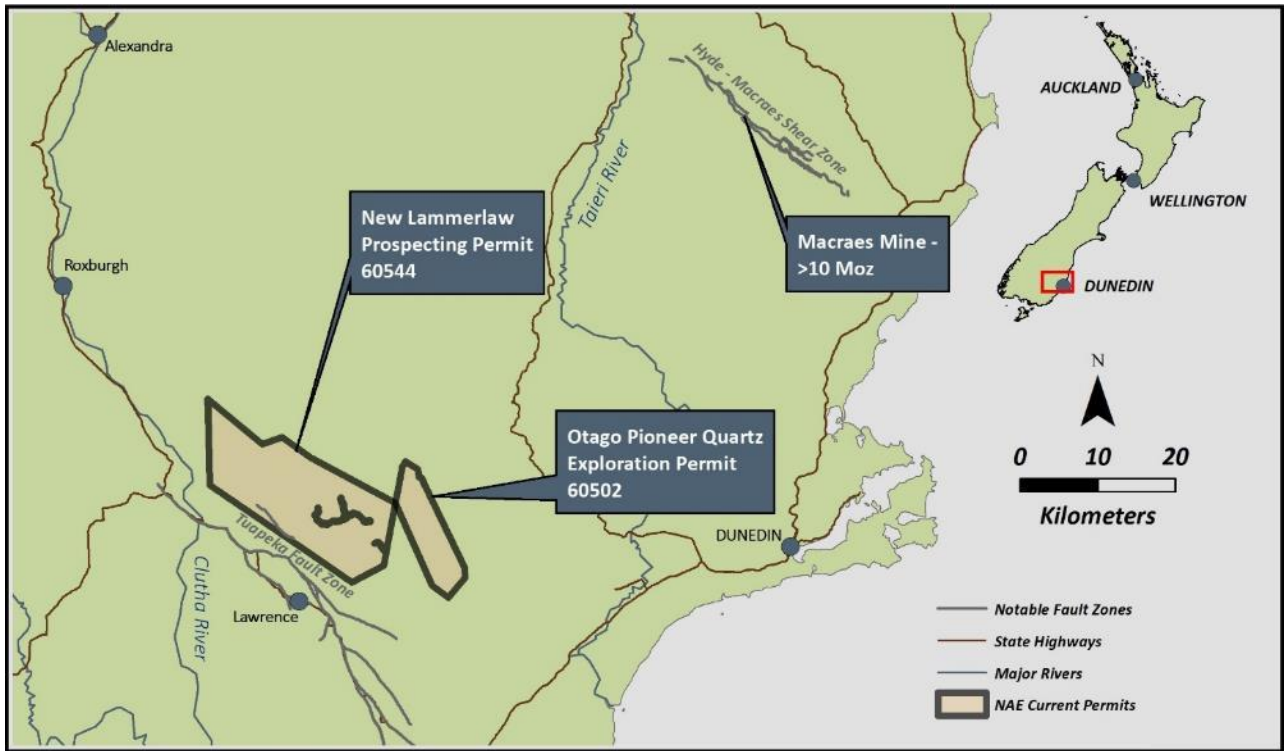 Alexandra
Roxburgh
New Lammerlaw
Prospecting Permit
60544
Taieri River
Hyde - Macraes Shear Zone
Macraes Mine -
>10 Moz
Otago Pioneer Quartz
Exploration Permit
60502
Tuapeka Fault Zone
Clutha River
Lawrence
DUNEDIN
AUCKLAND
WELLINGTON
DUNEDIN
N
0 10 20
Kilometers
Notable Fault Zones
State Highways
Major Rivers
NAE Current Permits